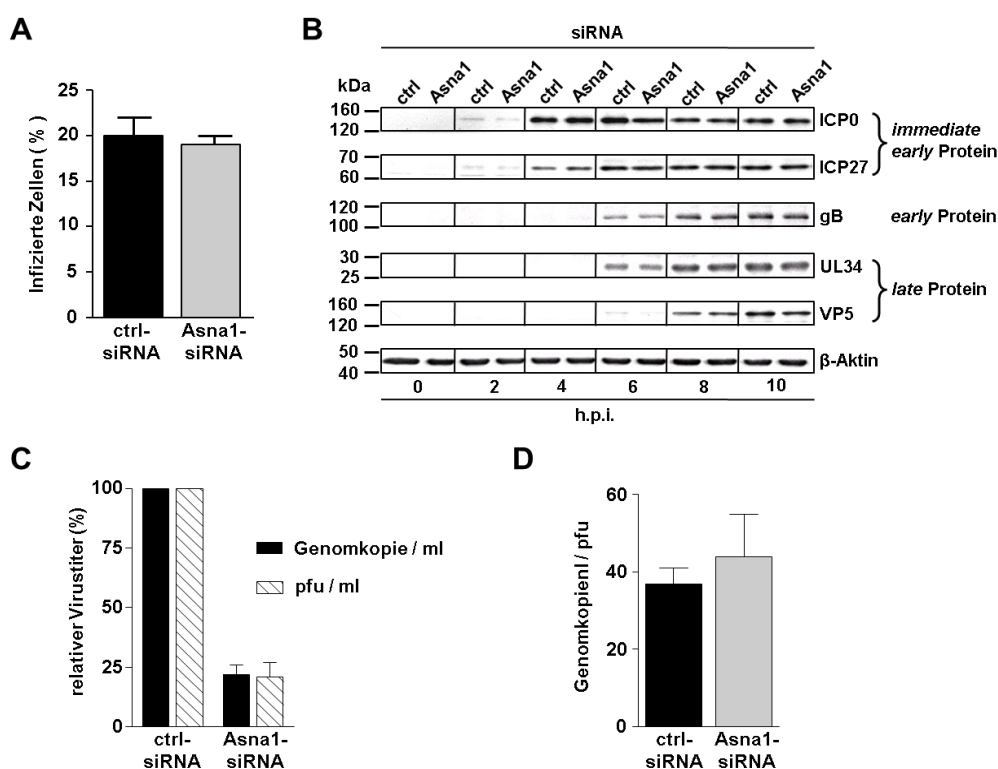 A
Infizierte Zellen ( % )
25
20
15
10
5
0
ctrl-
siRNA
Asna1-
siRNA
B
siRNA
kDa
ctrl Asna1 ctrl Asna1 ctrl Asna1 ctrl Asna1 ctrl Asna1 ctrl Asna1
160
120
ICP0
70
60
ICP27
immediate
early Protein
120
100
gB
early Protein
30
25
UL34
160
120
VP5
late Protein
50
40
β-Aktin
0 2 4 6 8 10
h.p.i.
C
relativer Virustiter (%)
100
75
50
25
0
ctrl-
siRNA
Asna1-
siRNA
Genomkopie / ml
pfu / ml
D
Genomkopienl / pfu
60
40
20
0
ctrl-
siRNA
Asna1-
siRNA